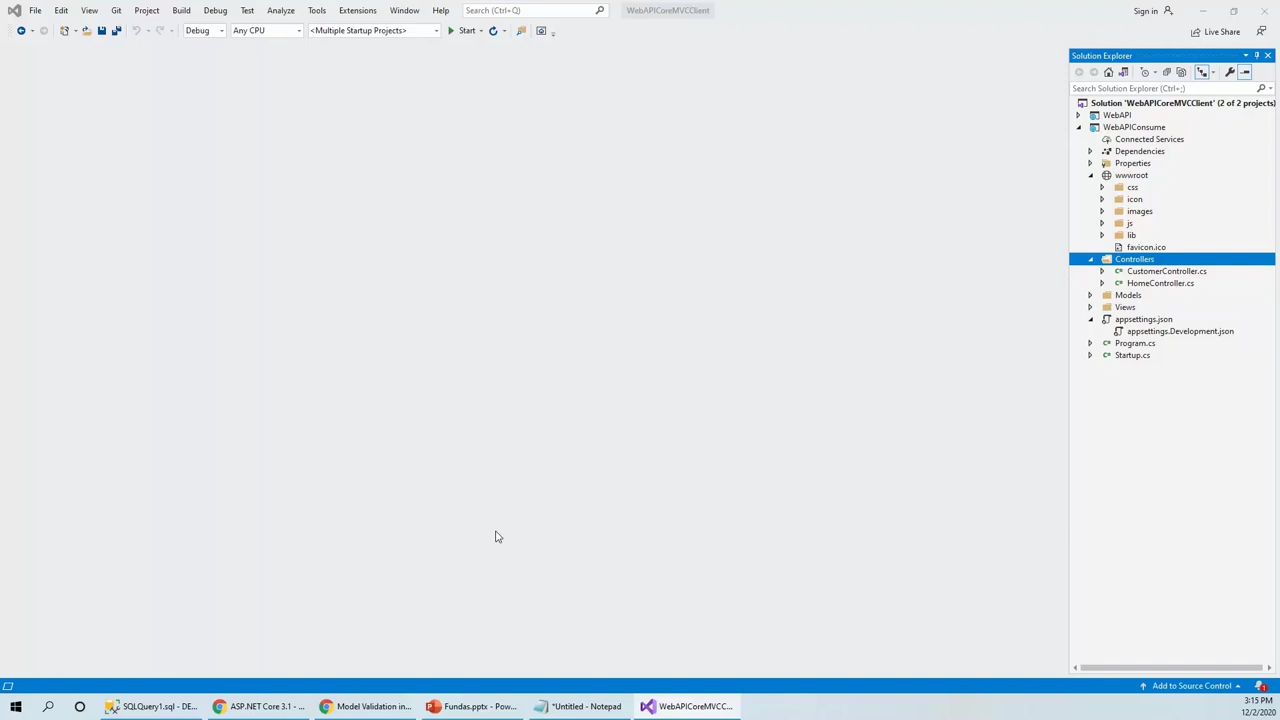 File Edit View Git Project Build Debug Test Analyze Tools Extensions Window Help Search (Ctrl+Q) WebAPICoreMVCClient Sign in
Debug Any CPU <Multiple Startup Projects> Start Live Share
Solution Explorer
Search Solution Explorer (Ctrl+;)
Solution 'WebAPICoreMVCClient' (2 of 2 projects)
WebAPI
WebAPIConsume
Connected Services
Dependencies
Properties
wwwroot
css
icon
images
js
lib
favicon.ico
Controllers
C# CustomerController.cs
C# HomeController.cs
Models
Views
appsettings.json
appsettings.Development.json
C# Program.cs
C# Startup.cs
Add to Source Control 1
SQLQuery1.sql - DE... ASP.NET Core 3.1 - ... Model Validation in... Fundas.pptx - Pow... *Untitled - Notepad WebAPICoreMVCC... 3:15 PM
12/2/2020